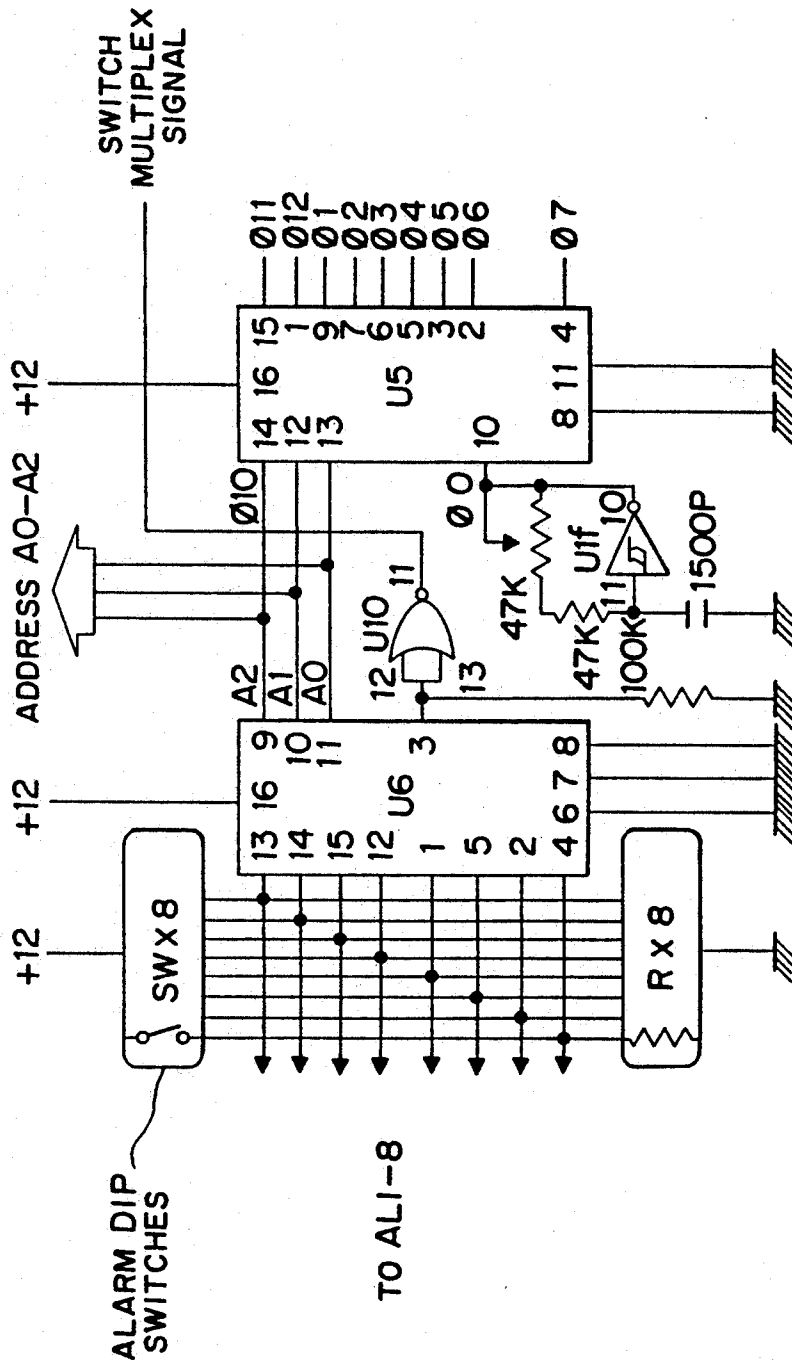 ALARM DIP
SWITCHES
+12
+12
ADDRESS A0-A2
+12
SWITCH
MULTIPLEX
SIGNAL
SW X 8
13
14
15
12
1
5
2
4
16
U6
9
10
11
3
6
7
8
A2
A1
A0
Ø10
14
12
13
16
U5
10
15
1
9
7
6
5
3
2
8
11
4
Ø11
Ø12
Ø1
Ø2
Ø3
Ø4
Ø5
Ø6
Ø7
12
13
U10
11
Ø 0
47K
47K
100K
11
U1f
10
1500P
R X 8
TO ALI-8